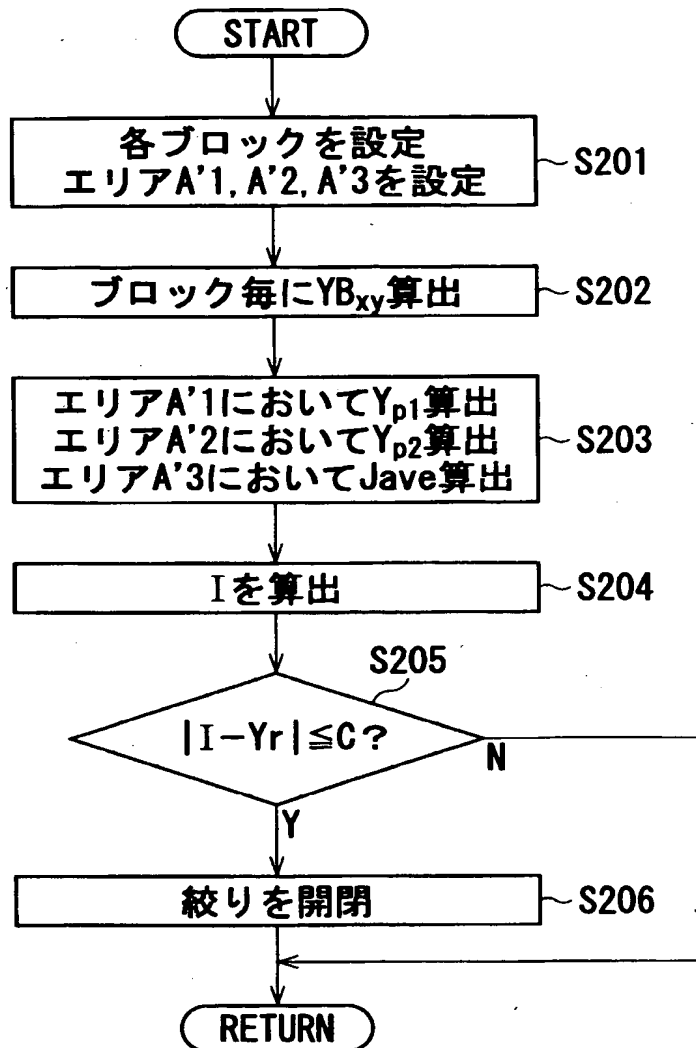 START
各ブロックを設定
エリアA'1, A'2, A'3を設定
S201
ブロック毎にYBxy算出
S202
エリアA'1においてYp1算出
エリアA'2においてYp2算出
エリアA'3においてJave算出
S203
Iを算出
S204
S205
|I-Yr|≦C?
N
Y
絞りを開閉
S206
RETURN